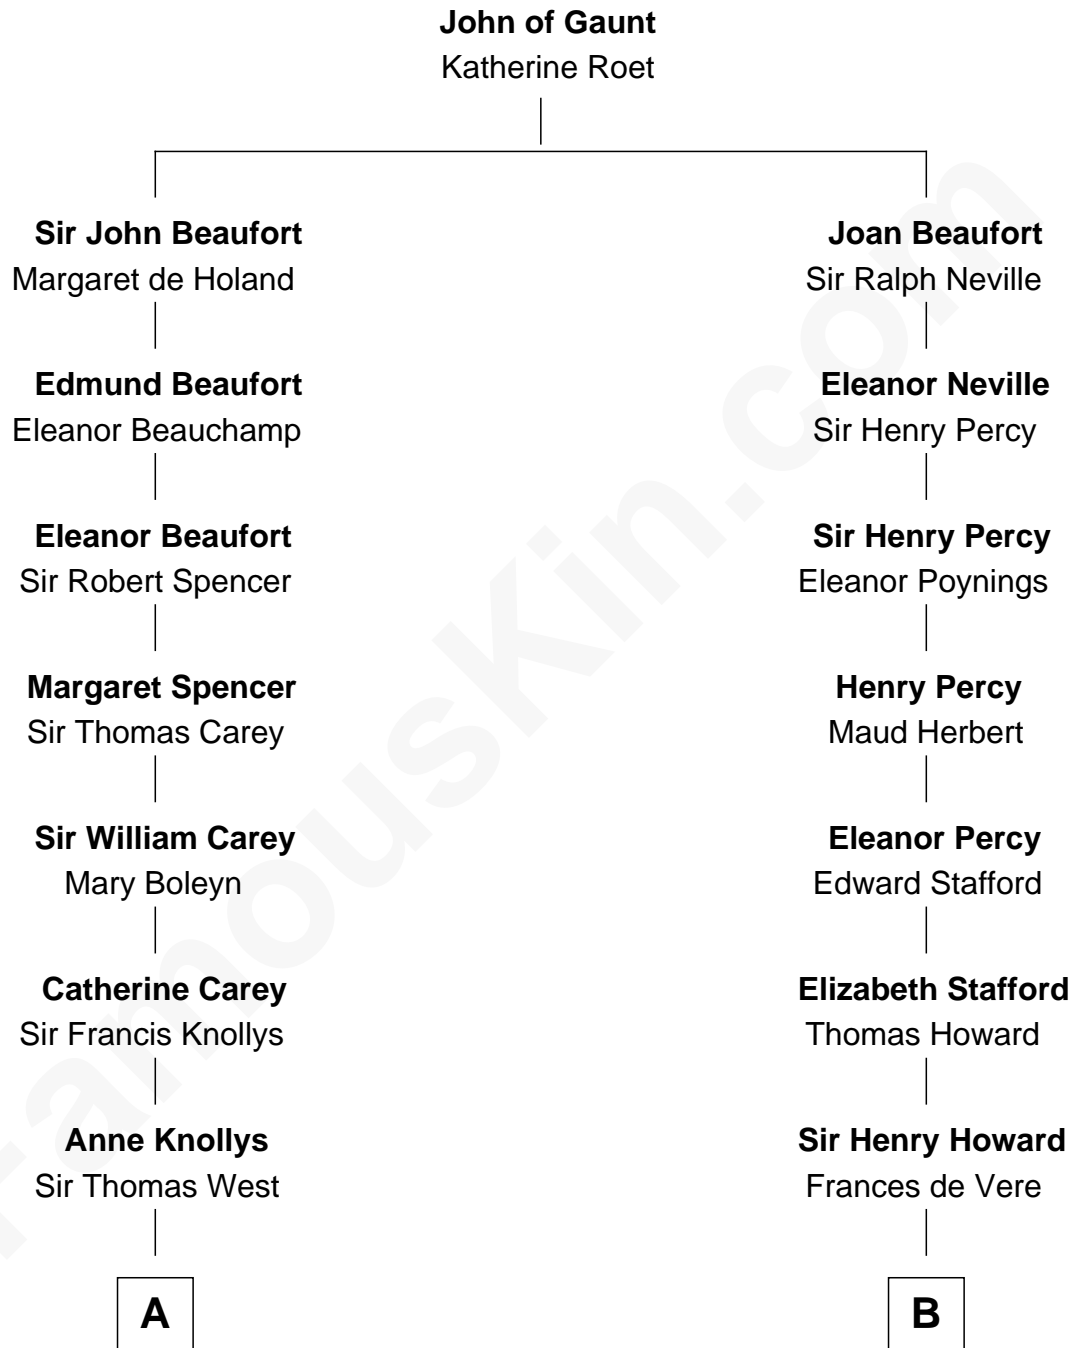 John of Gaunt
Katherine Roet
Sir John Beaufort
Margaret de Holand
Joan Beaufort
Sir Ralph Neville
Edmund Beaufort
Eleanor Beauchamp
Eleanor Neville
Sir Henry Percy
Eleanor Beaufort
Sir Robert Spencer
Sir Henry Percy
Eleanor Poynings
Margaret Spencer
Sir Thomas Carey
Henry Percy
Maud Herbert
Sir William Carey
Mary Boleyn
Eleanor Percy
Edward Stafford
Catherine Carey
Sir Francis Knollys
Elizabeth Stafford
Thomas Howard
Anne Knollys
Sir Thomas West
Sir Henry Howard
Frances de Vere
A
B
FamousKin.com